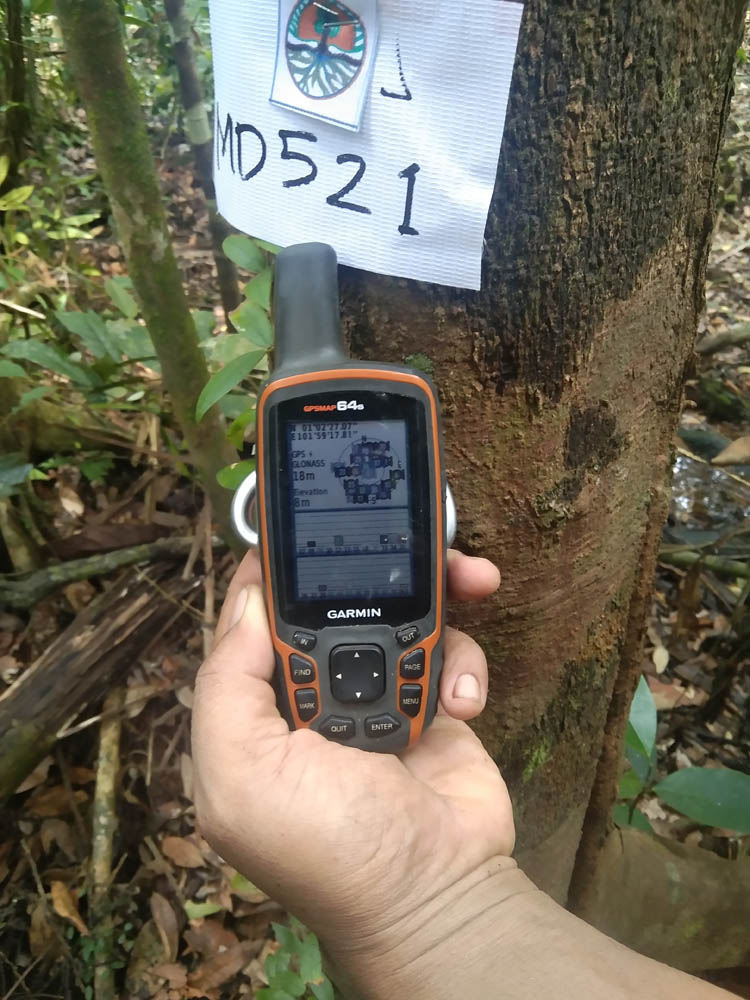 MD521
GPSMAP 64s
N 01°02'27.07"
E101°59'17.81"
GPS +
GLONASS
18m
Elevation
8m
GARMIN
IN
OUT
FIND
PAGE
MARK
MENU
QUIT
ENTER